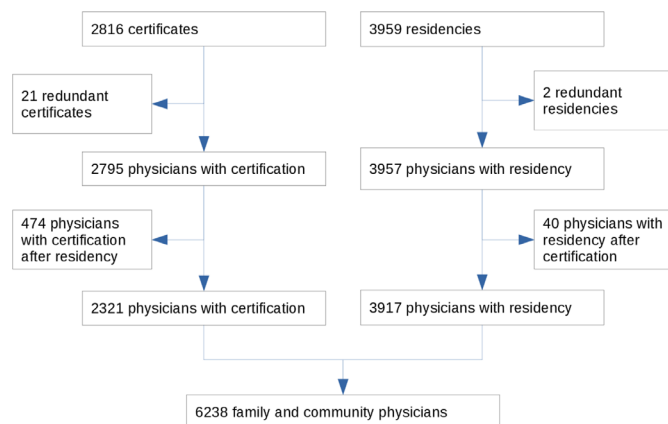 2816 certificates
3959 residencies
21 redundant
certificates
2 redundant
residencies
2795 physicians with certification
3957 physicians with residency
474 physicians
with certification
after residency
40 physicians with
residency after
certification
2321 physicians with certification
3917 physicians with residency
6238 family and community physicians